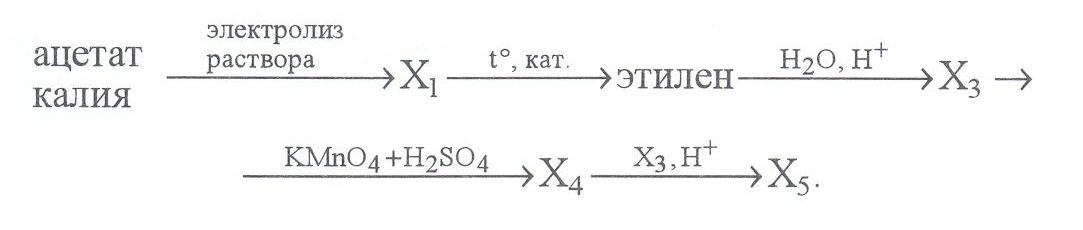 ацетат калия электролиз раствора → X₁ t°, кат. → этилен H₂O, H⁺ → X₃ →
KMnO₄+H₂SO₄ → X₄ X₃, H⁺ → X₅.